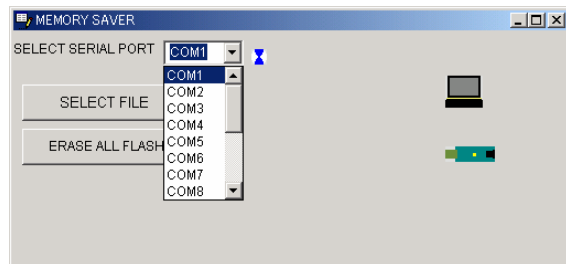 MEMORY SAVER
SELECT SERIAL PORT COM1
COM1
COM2
COM3
COM4
COM5
COM6
COM7
COM8
SELECT FILE
ERASE ALL FLASH